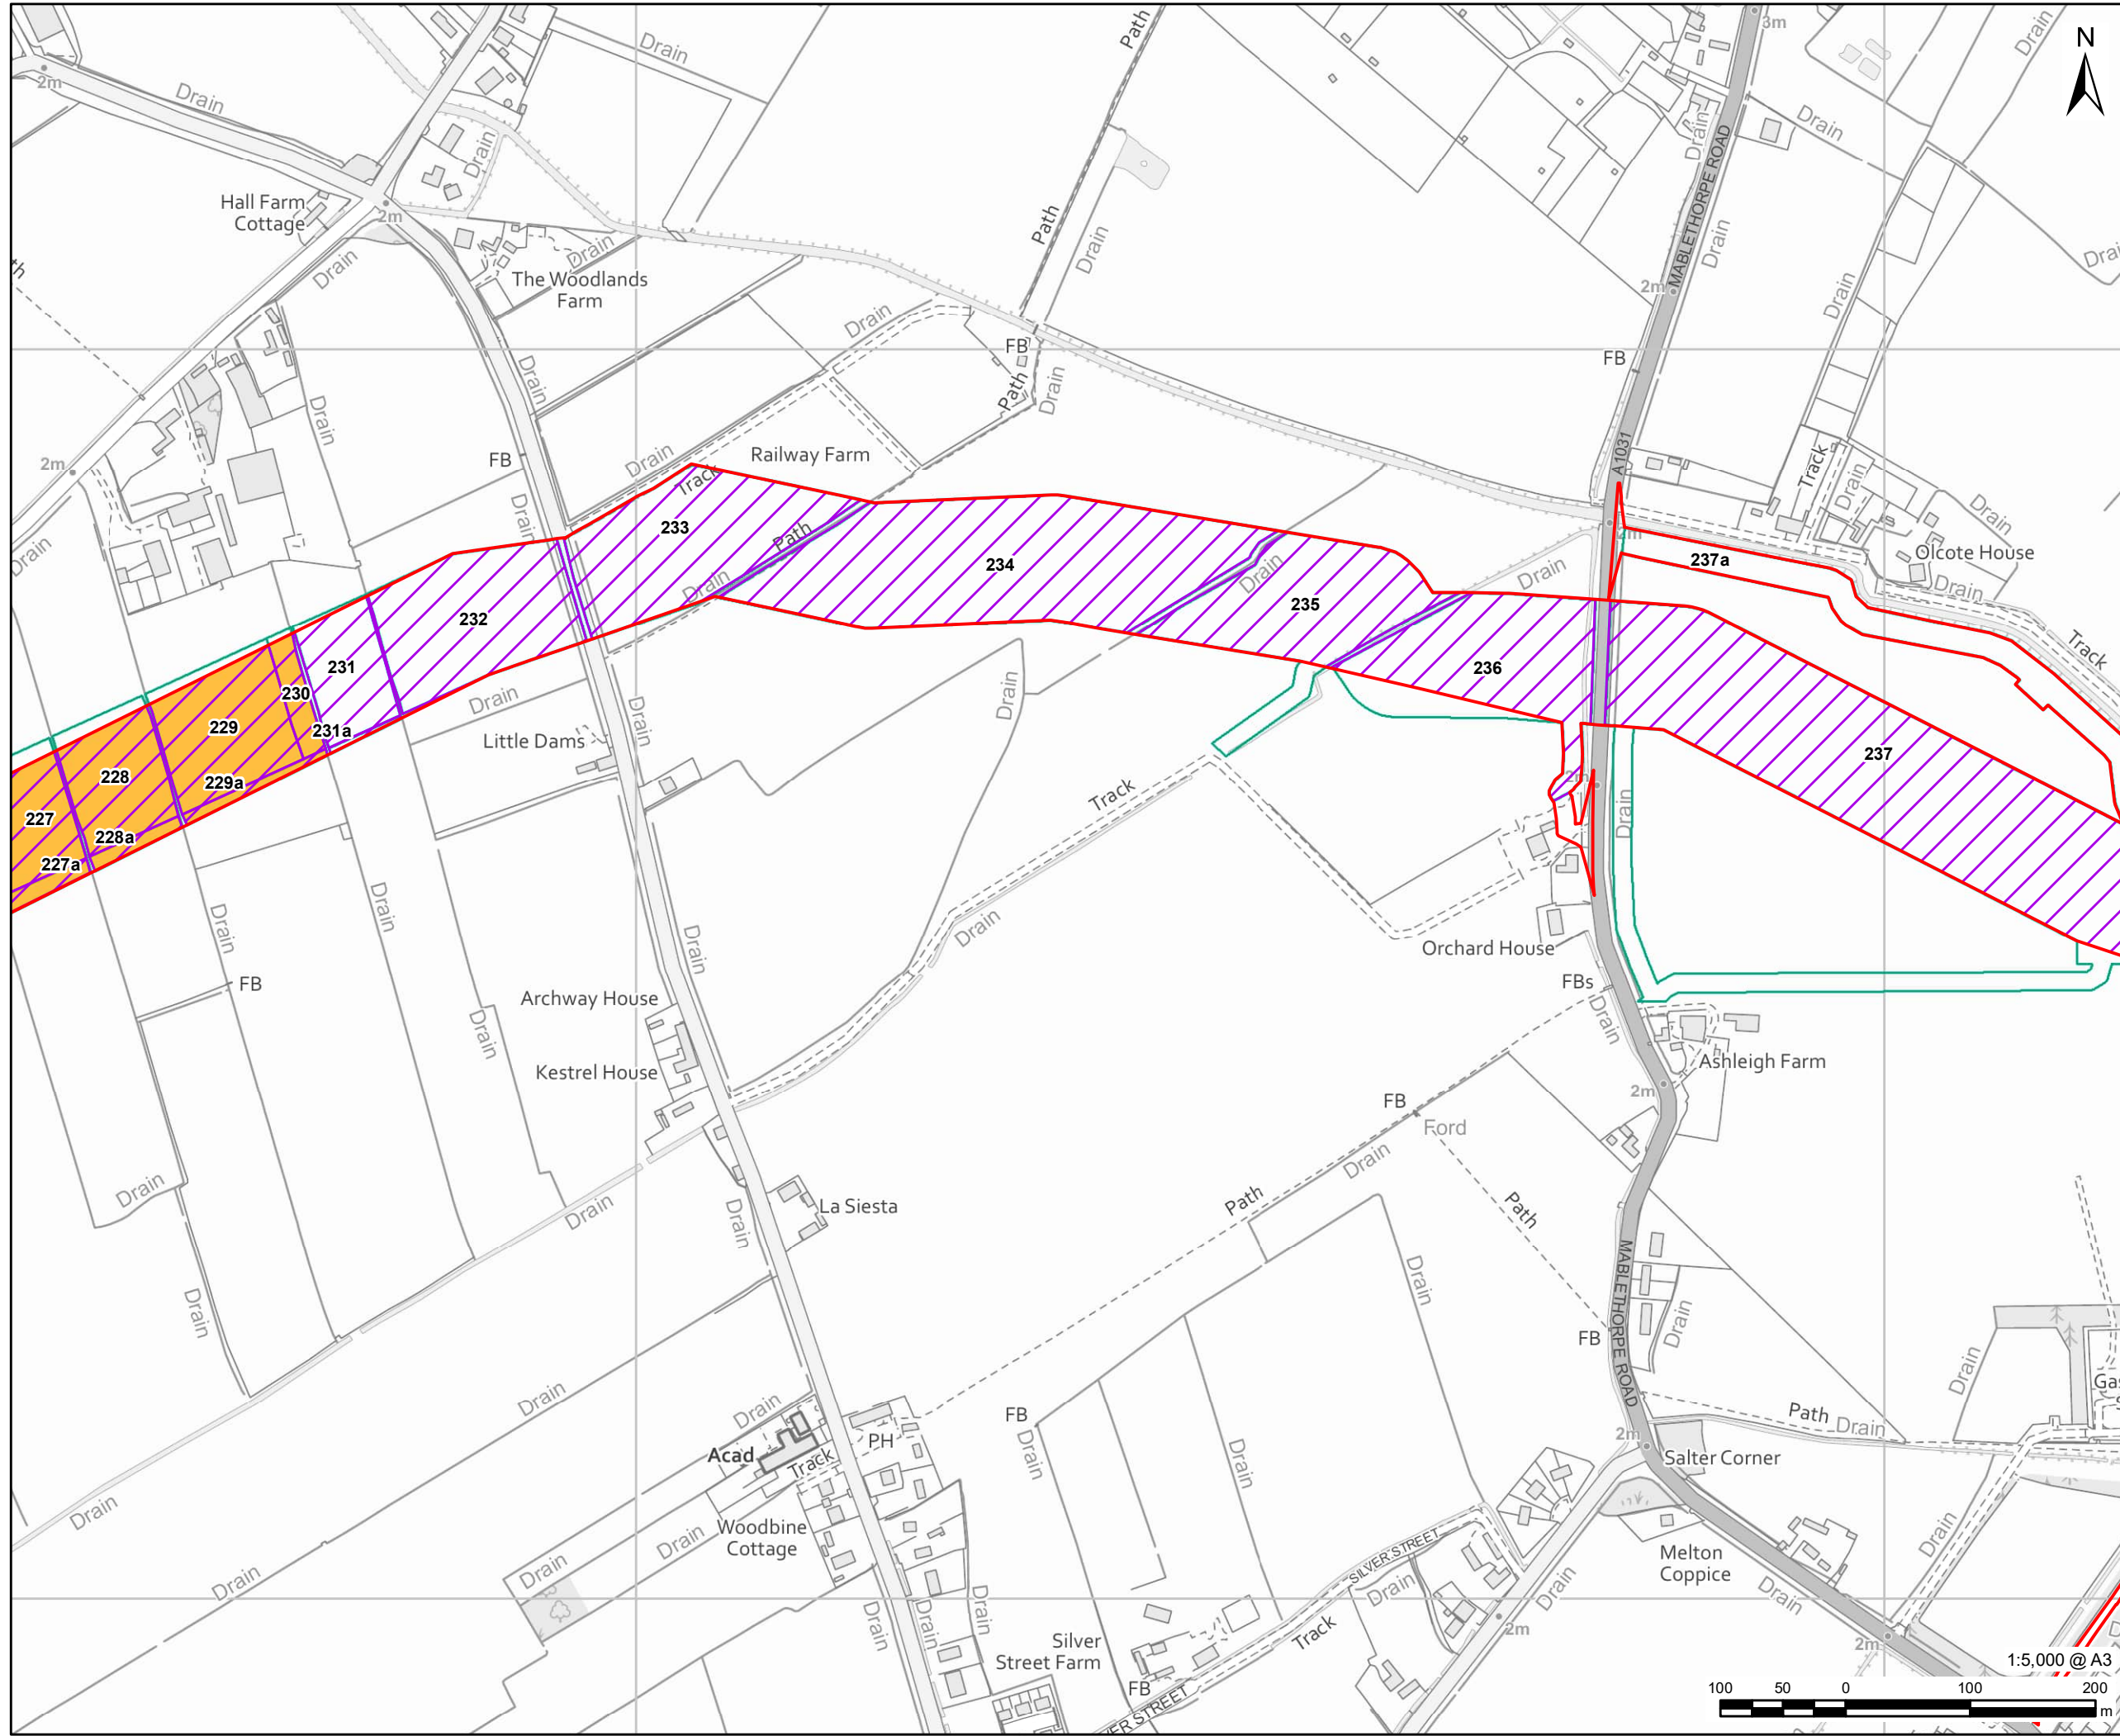 Drain
Path
3m
N
2m
Drain
Drain
Drain
Drain
Drain
MABLETHORPE ROAD
Hall Farm
Cottage
2m
Path
Drain
Drain
Drain
Drain
The Woodlands
Farm
2m
Drain
Drain
FB
FB
Drain
Path
Drain
Drain
A1031
2m
FB
Drain
Railway Farm
Track
Track
Drain
Drain
233
Path
Drain
2m
237a
Olcote House
Drain
234
Drain
Drain
Drain
Drain
235
232
Track
231
236
230
Drain
Drain
Drain
229
231a
Little Dams
237
228
229a
2m
Track
Drain
227
228a
227a
Drain
Drain
Drain
Drain
Orchard House
FB
FBs
Archway House
Drain
Drain
Kestrel House
Ashleigh Farm
2m
FB
Ford
Drain
Drain
Path
Path
Drain
La Siesta
Drain
Drain
Drain
MABLETHORPE ROAD
Drain
FB
Drain
Drain
Drain
FB
Path
Drain
Acad
PH
Track
Drain
Drain
2m
Salter Corner
Drain
Woodbine
Cottage
Drain
Drain
Drain
SILVER STREET
Drain
Drain
Melton
Coppice
Drain
Drain
Drain
Drain
Drain
Track
2m
2m
Silver
Street Farm
FB
1:5,000 @ A3
100 50 0 100 200
m